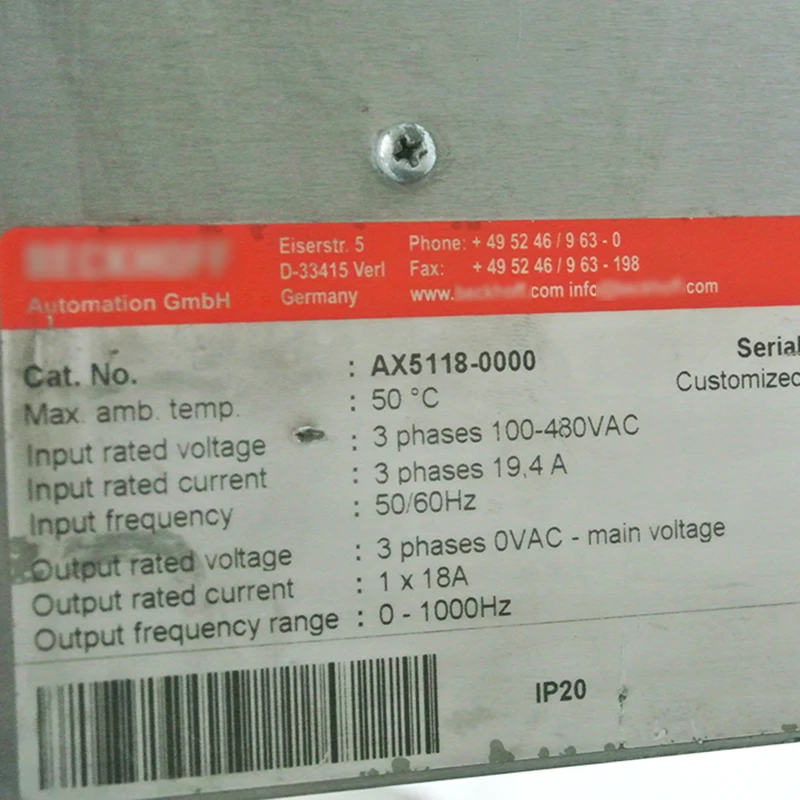 Automation GmbH
Eiserstr. 5
D-33415 Verl
Germany
Phone: + 49 52 46 / 9 63 - 0
Fax: + 49 52 46 / 9 63 - 198
www. .com info .com
Cat. No. : AX5118-0000
Serial
Customized
Max. amb. temp. : 50 °C
Input rated voltage : 3 phases 100-480VAC
Input rated current : 3 phases 19,4 A
Input frequency : 50/60Hz
Output rated voltage : 3 phases 0VAC - main voltage
Output rated current : 1 x 18A
Output frequency range : 0 - 1000Hz
IP20